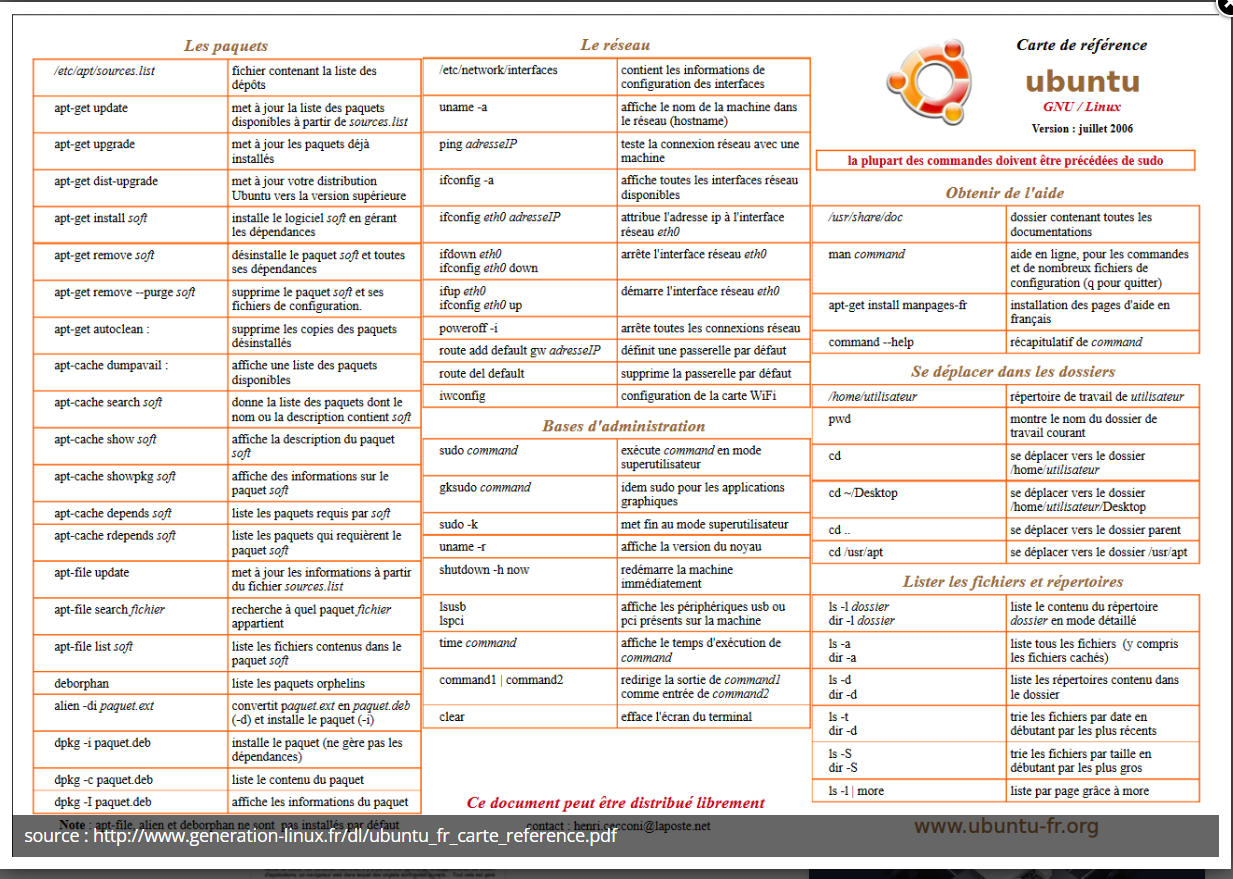 Les paquets
/etc/apt/sources.list
fichier contenant la liste des
dépôts
apt-get update
met à jour la liste des paquets
disponibles à partir de sources.list
apt-get upgrade
met à jour les paquets déjà
installés
apt-get dist-upgrade
met à jour votre distribution
Ubuntu vers la version supérieure
apt-get install soft
installe le logiciel soft en gérant
les dépendances
apt-get remove soft
désinstalle le paquet soft et toutes
ses dépendances
apt-get remove --purge soft
supprime le paquet soft et ses
fichiers de configuration.
apt-get autoclean :
supprime les copies des paquets
désinstallés
apt-cache dumpavail :
affiche une liste des paquets
disponibles
apt-cache search soft
donne la liste des paquets dont le
nom ou la description contient soft
apt-cache show soft
affiche la description du paquet
soft
apt-cache showpkg soft
affiche des informations sur le
paquet soft
apt-cache depends soft
liste les paquets requis par soft
apt-cache rdepends soft
liste les paquets qui requièrent le
paquet soft
apt-file update
met à jour les informations à partir
du fichier sources.list
apt-file search fichier
recherche à quel paquet fichier
appartient
apt-file list soft
liste les fichiers contenus dans le
paquet soft
deborphan
liste les paquets orphelins
alien -di paquet.ext
convertit paquet.ext en paquet.deb
(-d) et installe le paquet (-i)
dpkg -i paquet.deb
installe le paquet (ne gère pas les
dépendances)
dpkg -c paquet.deb
liste le contenu du paquet
dpkg -I paquet.deb
affiche les informations du paquet
Note : apt-file, alien et deborphan ne sont pas installés par défaut
Le réseau
/etc/network/interfaces
contient les informations de
configuration des interfaces
uname -a
affiche le nom de la machine dans
le réseau (hostname)
ping adresseIP
teste la connexion réseau avec une
machine
ifconfig -a
affiche toutes les interfaces réseau
disponibles
ifconfig eth0 adresseIP
attribue l'adresse ip à l'interface
réseau eth0
ifdown eth0
ifconfig eth0 down
arrête l'interface réseau eth0
ifup eth0
ifconfig eth0 up
démarre l'interface réseau eth0
poweroff -i
arrête toutes les connexions réseau
route add default gw adresseIP
définit une passerelle par défaut
route del default
supprime la passerelle par défaut
iwconfig
configuration de la carte WiFi
Bases d'administration
sudo command
exécute command en mode
superutilisateur
gksudo command
idem sudo pour les applications
graphiques
sudo -k
met fin au mode superutilisateur
uname -r
affiche la version du noyau
shutdown -h now
redémarre la machine
immédiatement
lsusb
lspci
affiche les périphériques usb ou
pci présents sur la machine
time command
affiche le temps d'exécution de
command
command1 | command2
redirige la sortie de command1
comme entrée de command2
clear
efface l'écran du terminal
Ce document peut être distribué librement
contact : henri.cecconi@laposte.net
Carte de référence
ubuntu
GNU / Linux
Version : juillet 2006
la plupart des commandes doivent être précédées de sudo
Obtenir de l'aide
/usr/share/doc
dossier contenant toutes les
documentations
man command
aide en ligne, pour les commandes
et de nombreux fichiers de
configuration (q pour quitter)
apt-get install manpages-fr
installation des pages d'aide en
français
command --help
récapitulatif de command
Se déplacer dans les dossiers
/home/utilisateur
répertoire de travail de utilisateur
pwd
montre le nom du dossier de
travail courant
cd
se déplacer vers le dossier
/home/utilisateur
cd ~/Desktop
se déplacer vers le dossier
/home/utilisateur/Desktop
cd ..
se déplacer vers le dossier parent
cd /usr/apt
se déplacer vers le dossier /usr/apt
Lister les fichiers et répertoires
ls -l dossier
dir -l dossier
liste le contenu du répertoire
dossier en mode détaillé
ls -a
dir -a
liste tous les fichiers (y compris
les fichiers cachés)
ls -d
dir -d
liste les répertoires contenu dans
le dossier
ls -t
dir -d
trie les fichiers par date en
débutant par les plus récents
ls -S
dir -S
trie les fichiers par taille en
débutant par les plus gros
ls -l | more
liste par page grâce à more
www.ubuntu-fr.org
source : http://www.generation-linux.fr/dl/ubuntu_fr_carte_reference.pdf